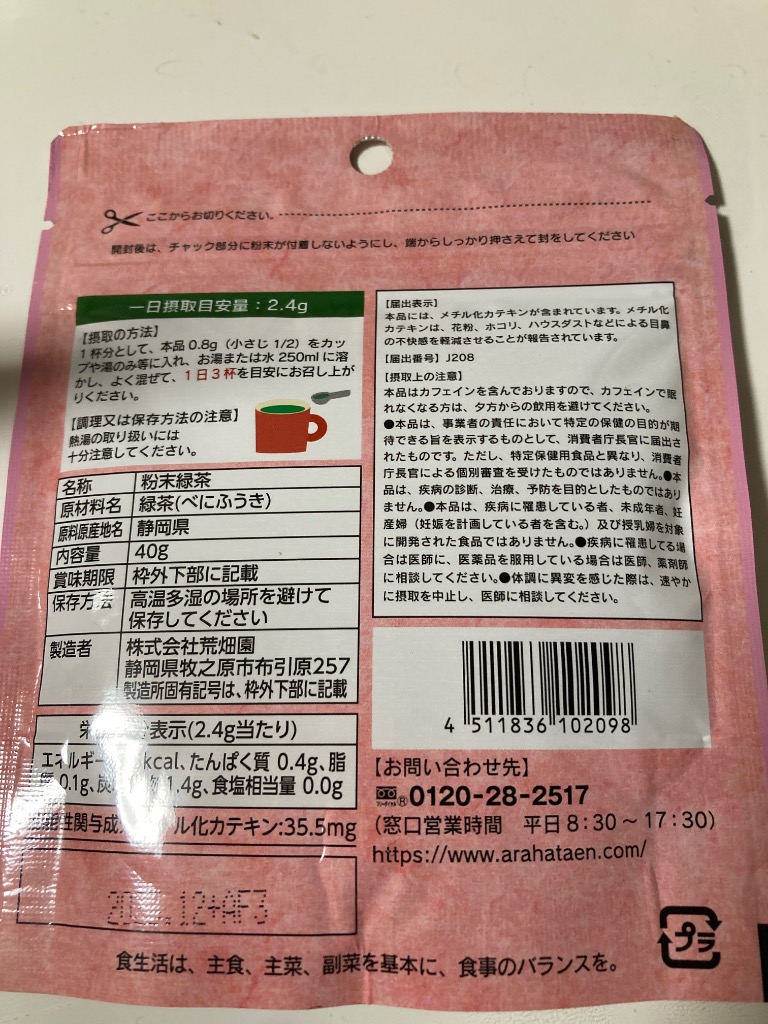 ここからお切りください。
開封後は、チャック部分に粉末が付着しないようにし、端からしっかり押さえて封をしてください
一日摂取目安量：2.4g
【摂取の方法】
1杯分として、本品0.8g（小さじ1/2）をカッ
プや湯のみ等に入れ、お湯または水250mlに溶
かし、よく混ぜて、1日3杯を目安にお召し上が
りください。
【調理又は保存方法の注意】
熱湯の取り扱いには
十分注意してください。
名称 粉末緑茶
原材料名 緑茶(べにふうき)
原料原産地名 静岡県
内容量 40g
賞味期限 枠外下部に記載
保存方法 高温多湿の場所を避けて
保存してください
製造者 株式会社荒畑園
静岡県牧之原市布引原257
製造所固有記号は、枠外下部に記載
表示(2.4g当たり)
エネルギー kcal、たんぱく質 0.4g、脂
質 0.1g、炭 1.4g、食塩相当量 0.0g
性関与成 ル化カテキン:35.5mg
.12+AF3
【届出表示】
本品には、メチル化カテキンが含まれています。メチル化
カテキンは、花粉、ホコリ、ハウスダストなどによる目鼻
の不快感を軽減させることが報告されています。
【届出番号】J208
【摂取上の注意】
本品はカフェインを含んでおりますので、カフェインで眠
れなくなる方は、夕方からの飲用を避けてください。
●本品は、事業者の責任において特定の保健の目的が期
待できる旨を表示するものとして、消費者庁長官に届出さ
れたものです。ただし、特定保健用食品と異なり、消費者
庁長官による個別審査を受けたものではありません。●本
品は、疾病の診断、治療、予防を目的としたものではあり
ません。●本品は、疾病に罹患している者、未成年者、妊
産婦（妊娠を計画している者を含む。）及び授乳婦を対象
に開発された食品ではありません。●疾病に罹患してる場
合は医師に、医薬品を服用している場合は医師、薬剤師
に相談してください。●体調に異変を感じた際は、速やか
に摂取を中止し、医師に相談してください。
4 511836 102098
【お問い合わせ先】
0120-28-2517
（窓口営業時間 平日8:30～17:30）
https://www.arahataen.com/
プラ
食生活は、主食、主菜、副菜を基本に、食事のバランスを。